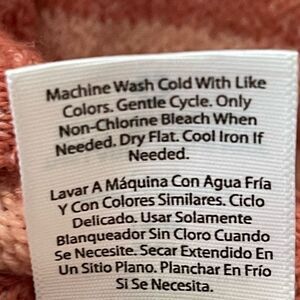 Machine Wash Cold With Like
Colors. Gentle Cycle. Only
Non-Chlorine Bleach When
Needed. Dry Flat. Cool Iron If
Needed.
Lavar A Máquina Con Agua Fría
Y Con Colores Similares. Ciclo
Delicado. Usar Solamente
Blanqueador Sin Cloro Cuando
Se Necesite. Secar Extendido En
Un Sitio Plano. Planchar En Frío
Si Se Necesita.